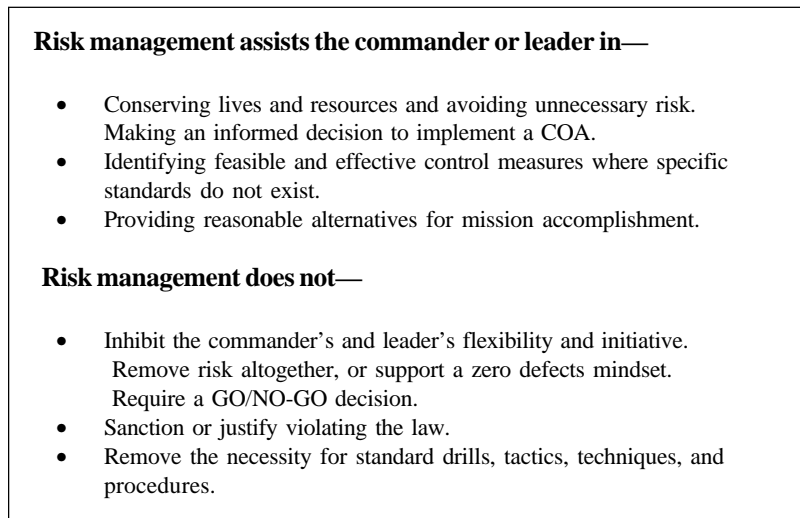 Risk management assists the commander or leader in—
• Conserving lives and resources and avoiding unnecessary risk.
Making an informed decision to implement a COA.
• Identifying feasible and effective control measures where specific
standards do not exist.
• Providing reasonable alternatives for mission accomplishment.
Risk management does not—
• Inhibit the commander’s and leader’s flexibility and initiative.
Remove risk altogether, or support a zero defects mindset.
Require a GO/NO-GO decision.
• Sanction or justify violating the law.
• Remove the necessity for standard drills, tactics, techniques, and
procedures.